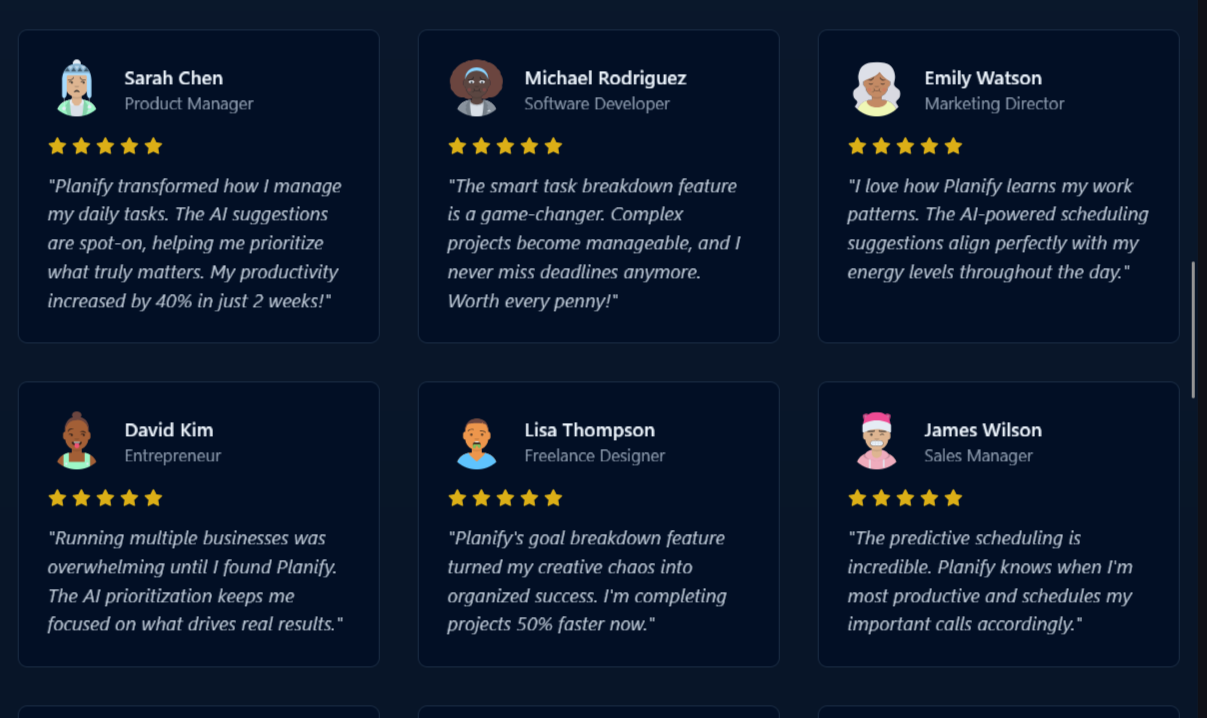 Sarah Chen
Product Manager
"Planify transformed how I manage
my daily tasks. The AI suggestions
are spot-on, helping me prioritize
what truly matters. My productivity
increased by 40% in just 2 weeks!"
Michael Rodriguez
Software Developer
"The smart task breakdown feature
is a game-changer. Complex
projects become manageable, and I
never miss deadlines anymore.
Worth every penny!"
Emily Watson
Marketing Director
"I love how Planify learns my work
patterns. The AI-powered scheduling
suggestions align perfectly with my
energy levels throughout the day."
David Kim
Entrepreneur
"Running multiple businesses was
overwhelming until I found Planify.
The AI prioritization keeps me
focused on what drives real results."
Lisa Thompson
Freelance Designer
"Planify's goal breakdown feature
turned my creative chaos into
organized success. I'm completing
projects 50% faster now."
James Wilson
Sales Manager
"The predictive scheduling is
incredible. Planify knows when I'm
most productive and schedules my
important calls accordingly."